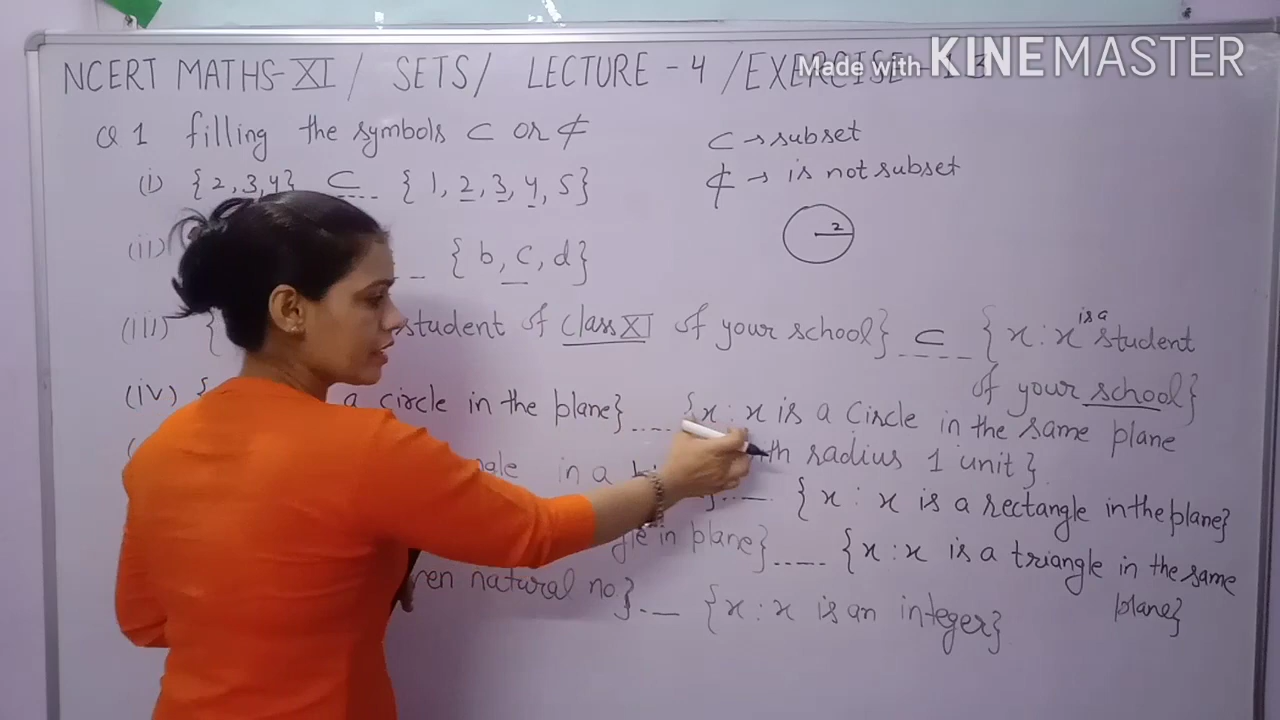 NCERT MATHS-XI / SETS / LECTURE - 4 / EXERCISE
Made with KINEMASTER
Q 1 filling the symbols ⊂ or ⊄
⊂ → subset
⊄ → is not subset
2
(i) {2,3,4} ⊂ {1, 2, 3, 4, 5}
(ii) {b, c, d}
(iii) { student of class XI of your school} ⊂ {x : x is a student
of your school}
(iv) { a circle in the plane} .... {x : x is a Circle in the same plane
radius 1 unit}
in a } .... {x : x is a rectangle in the plane}
in plane} ..... {x : x is a triangle in the same
plane}
natural no.} .-- {x : x is an integer}